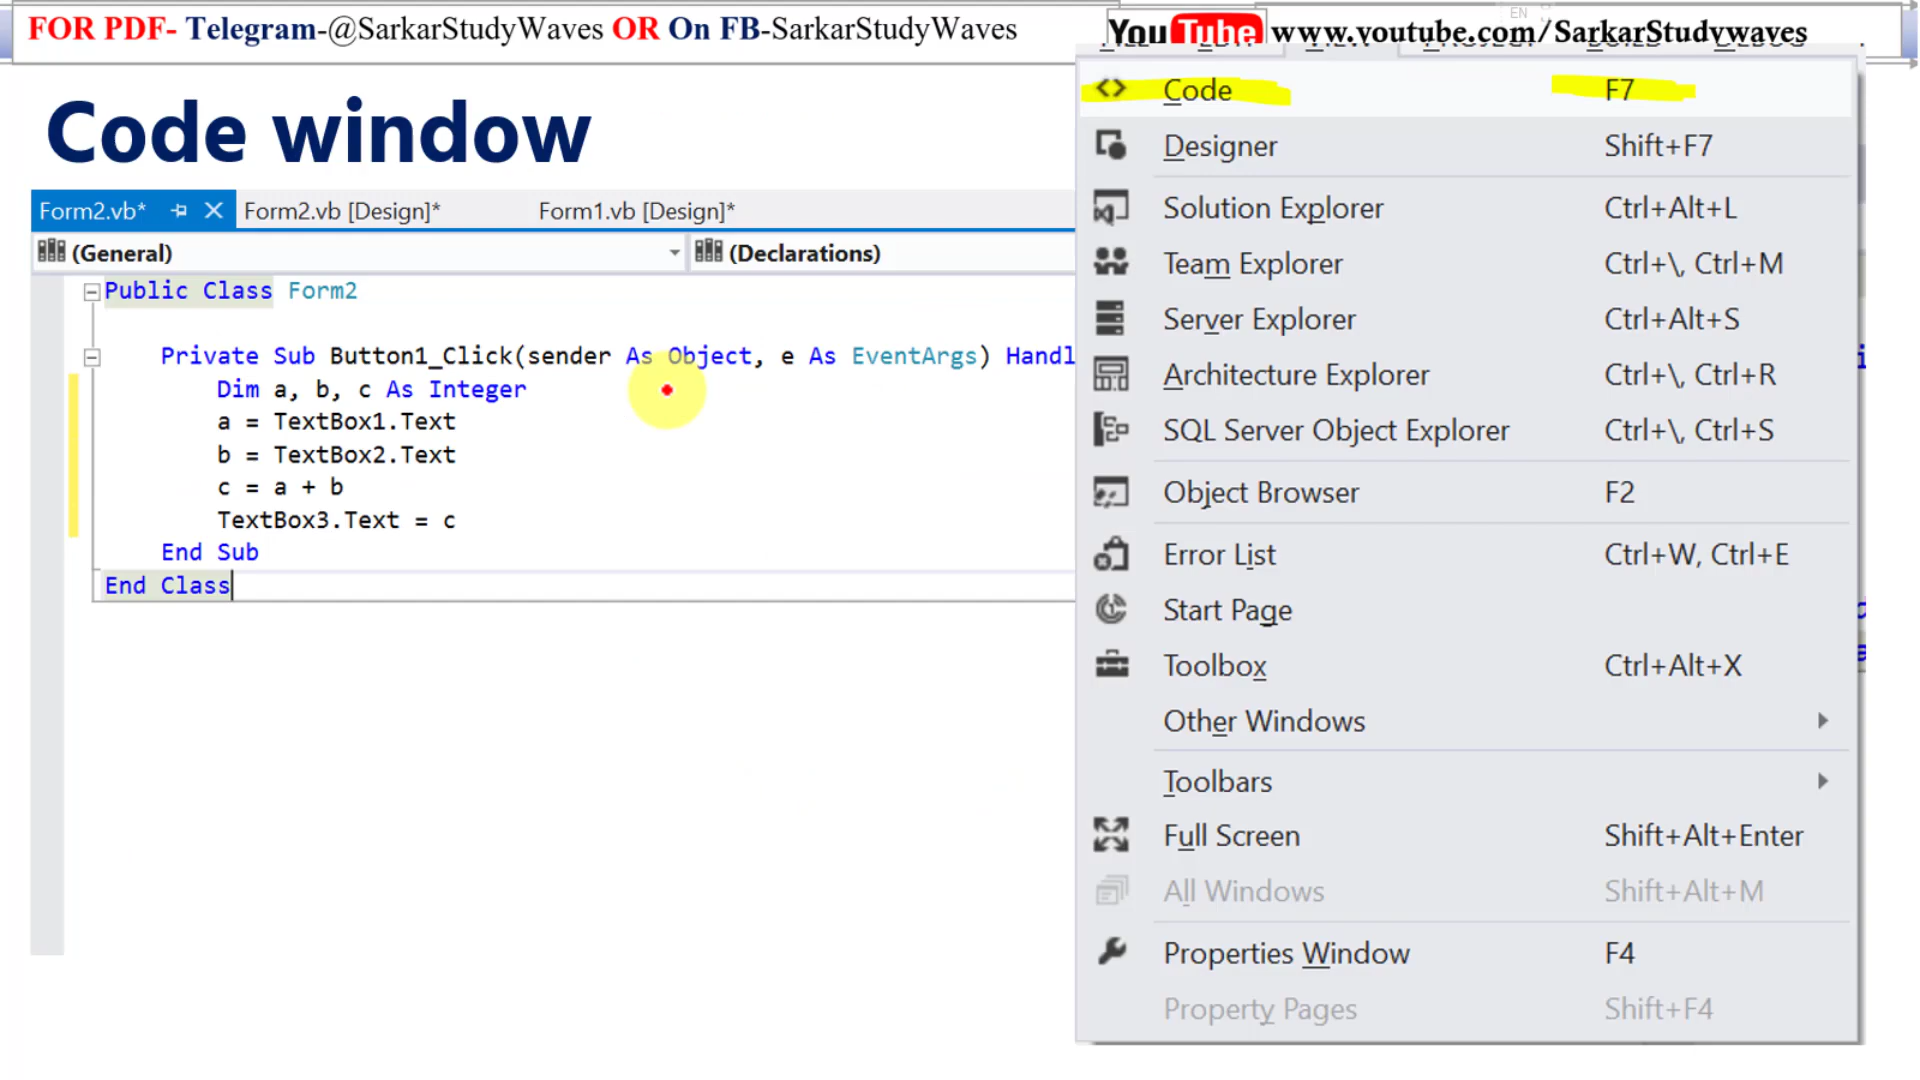 FOR PDF- Telegram-@SarkarStudyWaves OR On FB-SarkarStudyWaves
YouTube www.youtube.com/SarkarStudywaves
EN
Code window
Form2.vb*
Form2.vb [Design]*
Form1.vb [Design]*
(General)
(Declarations)
Public Class Form2
Private Sub Button1_Click(sender As Object, e As EventArgs) Handl
Dim a, b, c As Integer
a = TextBox1.Text
b = TextBox2.Text
c = a + b
TextBox3.Text = c
End Sub
End Class
Code F7
Designer Shift+F7
Solution Explorer Ctrl+Alt+L
Team Explorer Ctrl+\, Ctrl+M
Server Explorer Ctrl+Alt+S
Architecture Explorer Ctrl+\, Ctrl+R
SQL Server Object Explorer Ctrl+\, Ctrl+S
Object Browser F2
Error List Ctrl+W, Ctrl+E
Start Page
Toolbox Ctrl+Alt+X
Other Windows
Toolbars
Full Screen Shift+Alt+Enter
All Windows Shift+Alt+M
Properties Window F4
Property Pages Shift+F4